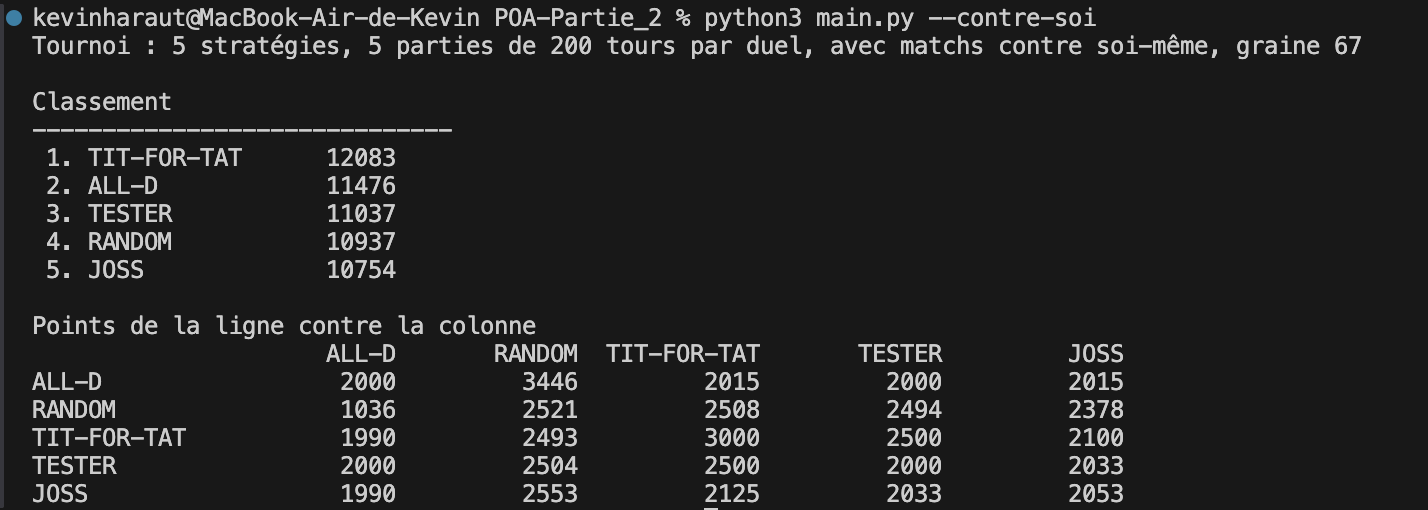 kevinharaut@MacBook-Air-de-Kevin POA-Partie_2 % python3 main.py --contre-soi
Tournoi : 5 stratégies, 5 parties de 200 tours par duel, avec matchs contre soi-même, graine 67
Classement
------------------------------
1. TIT-FOR-TAT 12083
2. ALL-D 11476
3. TESTER 11037
4. RANDOM 10937
5. JOSS 10754
Points de la ligne contre la colonne
ALL-D RANDOM TIT-FOR-TAT TESTER JOSS
ALL-D 2000 3446 2015 2000 2015
RANDOM 1036 2521 2508 2494 2378
TIT-FOR-TAT 1990 2493 3000 2500 2100
TESTER 2000 2504 2500 2000 2033
JOSS 1990 2553 2125 2033 2053